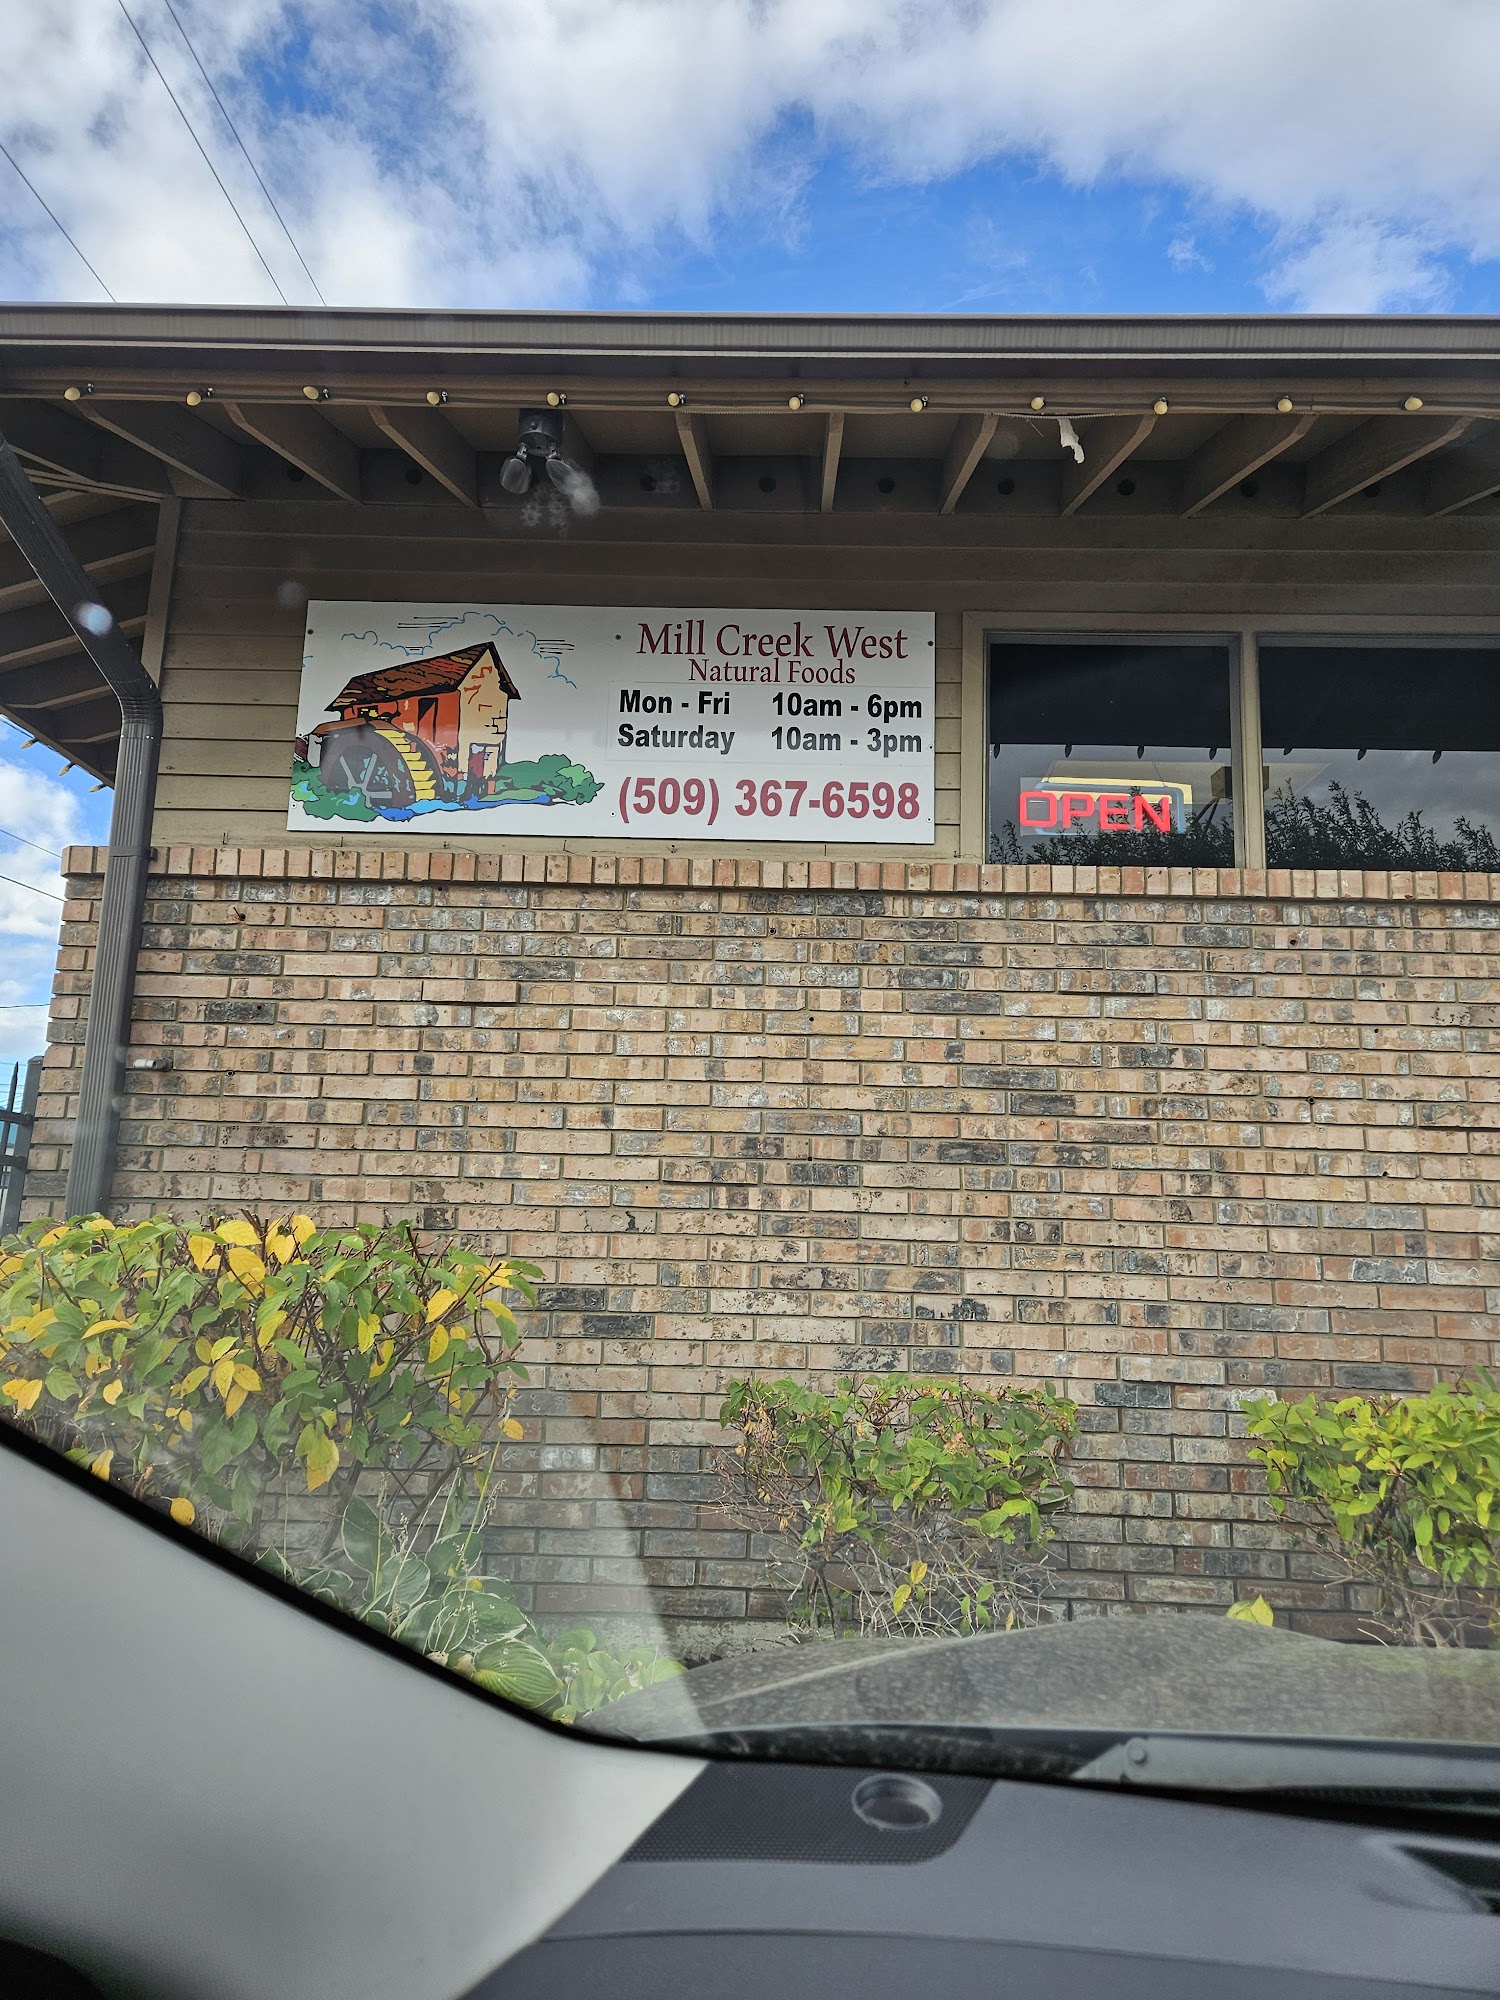 Mill Creek West
Natural Foods
Mon - Fri 10am - 6pm
Saturday 10am - 3pm
(509) 367-6598
OPEN